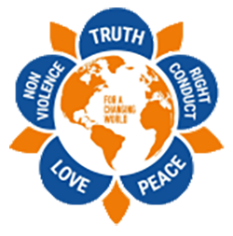 TRUTH
NON
VIOLENCE
RIGHT
CONDUCT
FOR A
CHANGING
WORLD
LOVE
PEACE